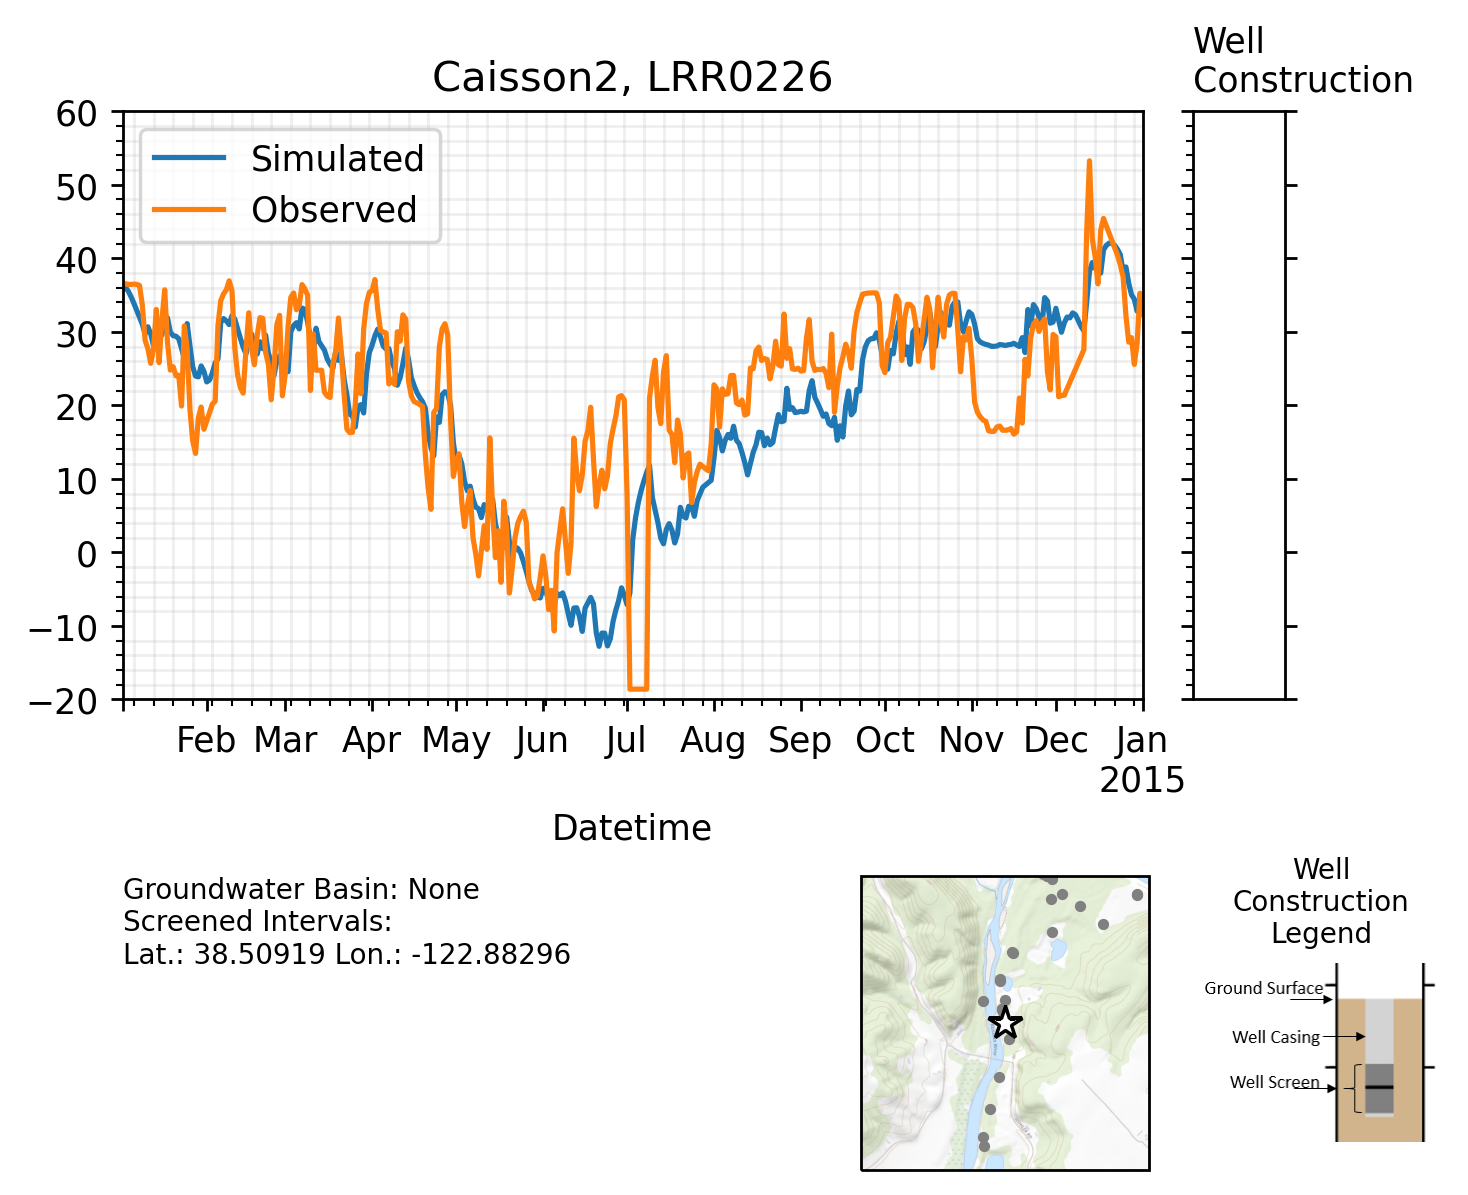 Well
Construction
Caisson2, LRR0226
60
50
40
30
20
10
0
−10
−20
Simulated
Observed
Feb Mar Apr May Jun Jul Aug Sep Oct Nov Dec Jan
2015
Datetime
Groundwater Basin: None
Screened Intervals:
Lat.: 38.50919 Lon.: -122.88296
Well
Construction
Legend
Ground Surface
Well Casing
Well Screen